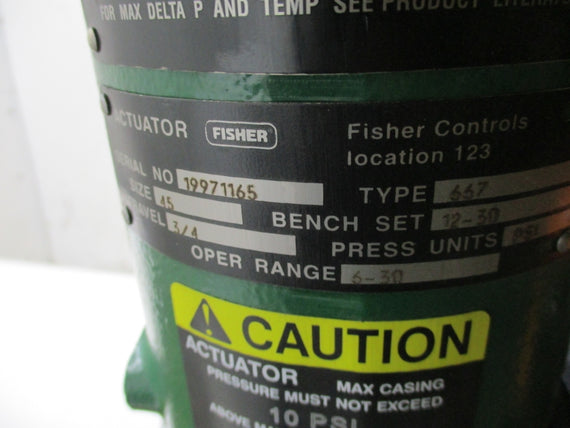 FOR MAX DELTA P AND TEMP SEE PRODUCT
ACTUATOR FISHER Fisher Controls
location 123
SERIAL NO 19971165 TYPE 667
SIZE 45 BENCH SET 12-30
TRAVEL 3/4 PRESS UNITS PSI
OPER RANGE 6-30
CAUTION
ACTUATOR MAX CASING
PRESSURE MUST NOT EXCEED
10 PSI
ABOVE